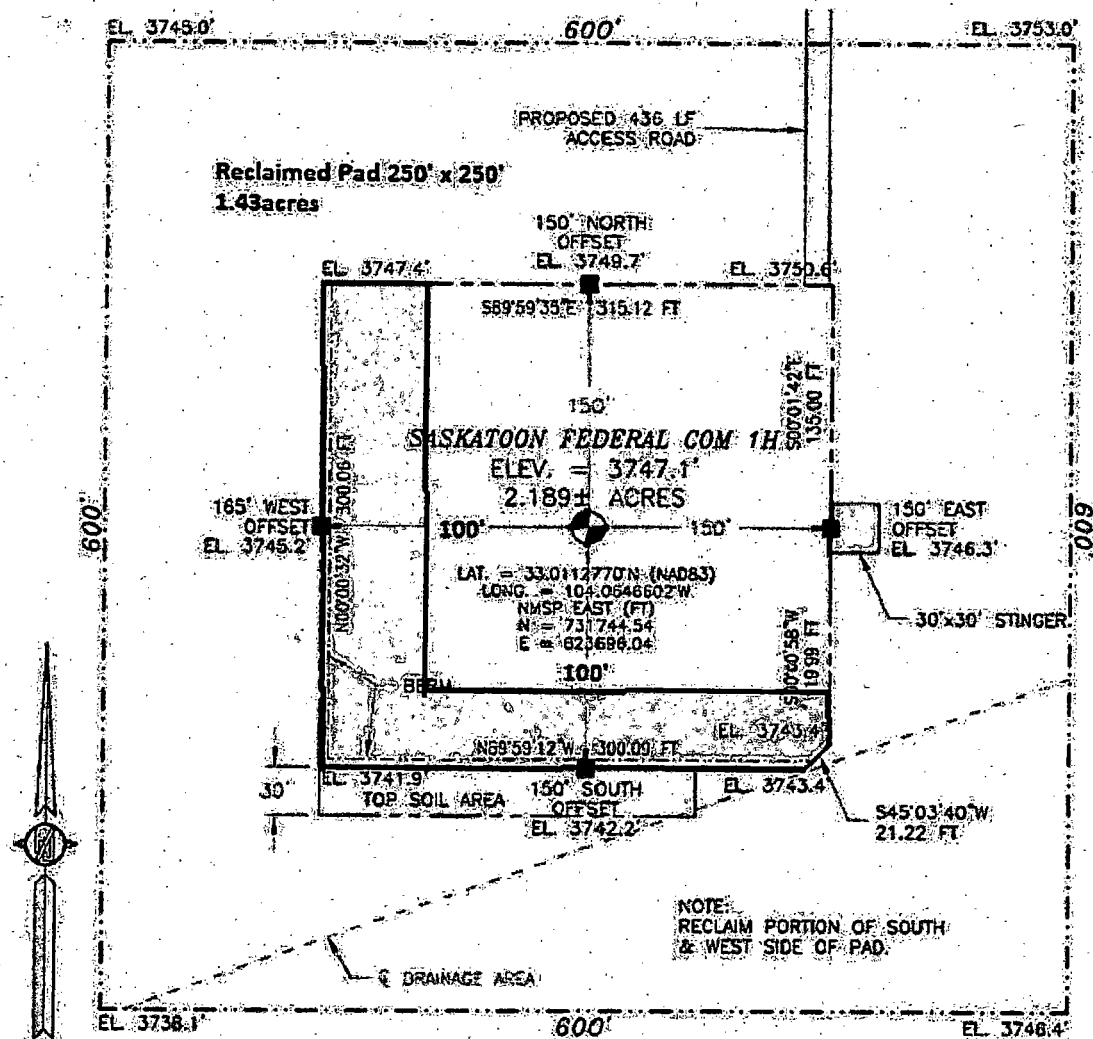 EL. 3745.0'
600'
EL. 3753.0'
PROPOSED 436 LF
ACCESS ROAD
Reclaimed Pad 250' x 250'
1.43acres
150' NORTH
OFFSET
EL. 3749.7'
EL. 3747.4'
EL. 3750.6'
S89°59'35"E 315.12 FT
150'
S00°01'42"E
135.00 FT
SASKATOON FEDERAL COM 1H
ELEV. = 3747.1'
2.189± ACRES
N00°00'32"W 300.06 FT
165' WEST
OFFSET
EL. 3745.2'
100'
150'
150' EAST
OFFSET
EL. 3746.3'
600'
600'
LAT. = 33.0112770°N (NAD83)
LONG. = 104.0646602°W
NMSP EAST (FT)
N = 731744.54
E = 623696.04
30'x30' STINGER
100'
FT
BERM
EL. 3743.4'
N89°59'12"W 300.00 FT
EL. 3741.9'
30'
TOP SOIL AREA
150' SOUTH
OFFSET
EL. 3742.2'
EL. 3743.4'
S45°03'40"W
21.22 FT
NOTE:
RECLAIM PORTION OF SOUTH
& WEST SIDE OF PAD.
DRAINAGE AREA
EL. 3738.1'
600'
EL. 3746.4'